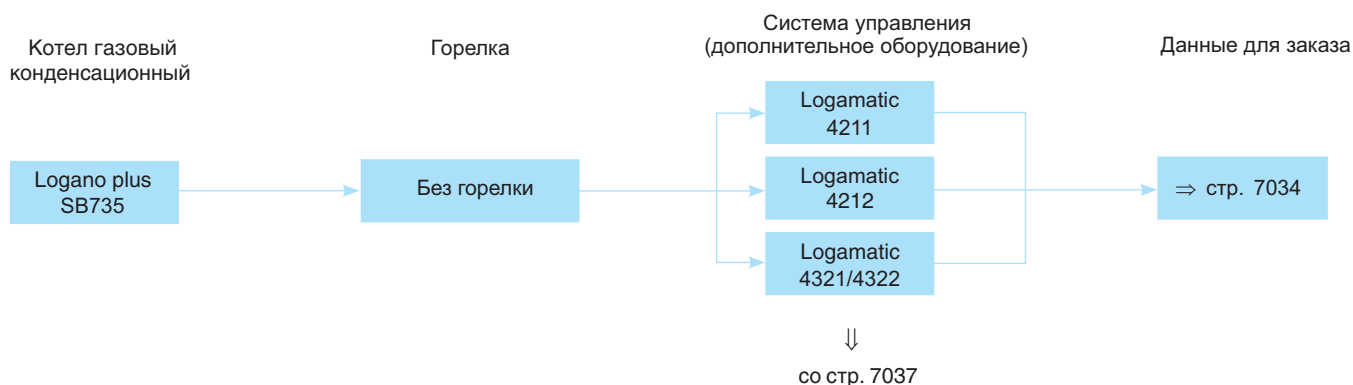 Котел газовый
конденсационный
Горелка
Система управления
(дополнительное оборудование)
Данные для заказа
Logano plus
SB735
Без горелки
Logamatic
4211
Logamatic
4212
Logamatic
4321/4322
⇒ стр. 7034
⇓
со стр. 7037